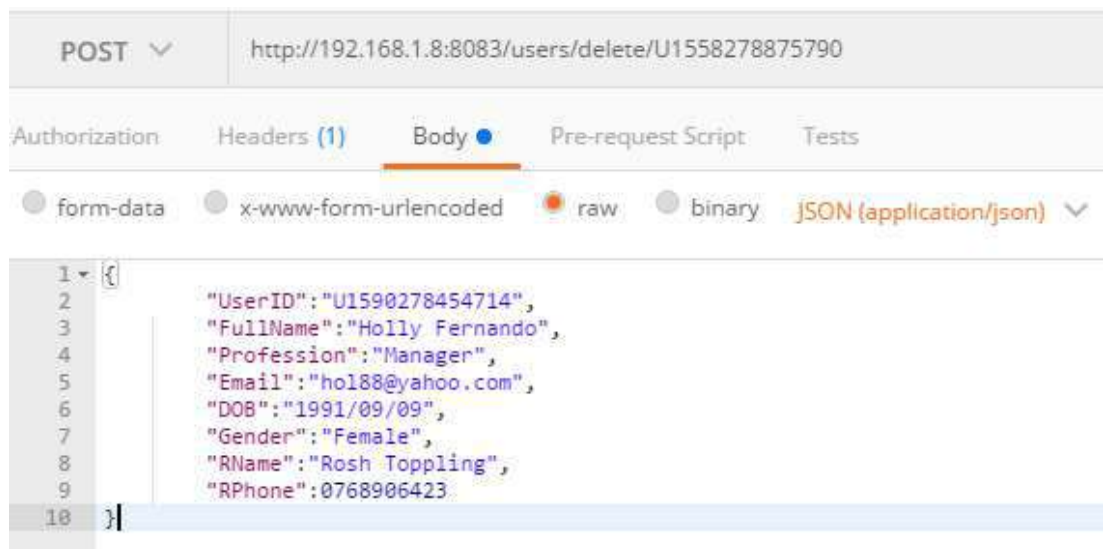 POST http://192.168.1.8:8083/users/delete/U1558278875790
Authorization Headers (1) Body Pre-request Script Tests
form-data x-www-form-urlencoded raw binary JSON (application/json)
1 {
2 "UserID":"U1590278454714",
3 "FullName":"Holly Fernando",
4 "Profession":"Manager",
5 "Email":"hol88@yahoo.com",
6 "DOB":"1991/09/09",
7 "Gender":"Female",
8 "RName":"Rosh Toppling",
9 "RPhone":0768906423
10 }